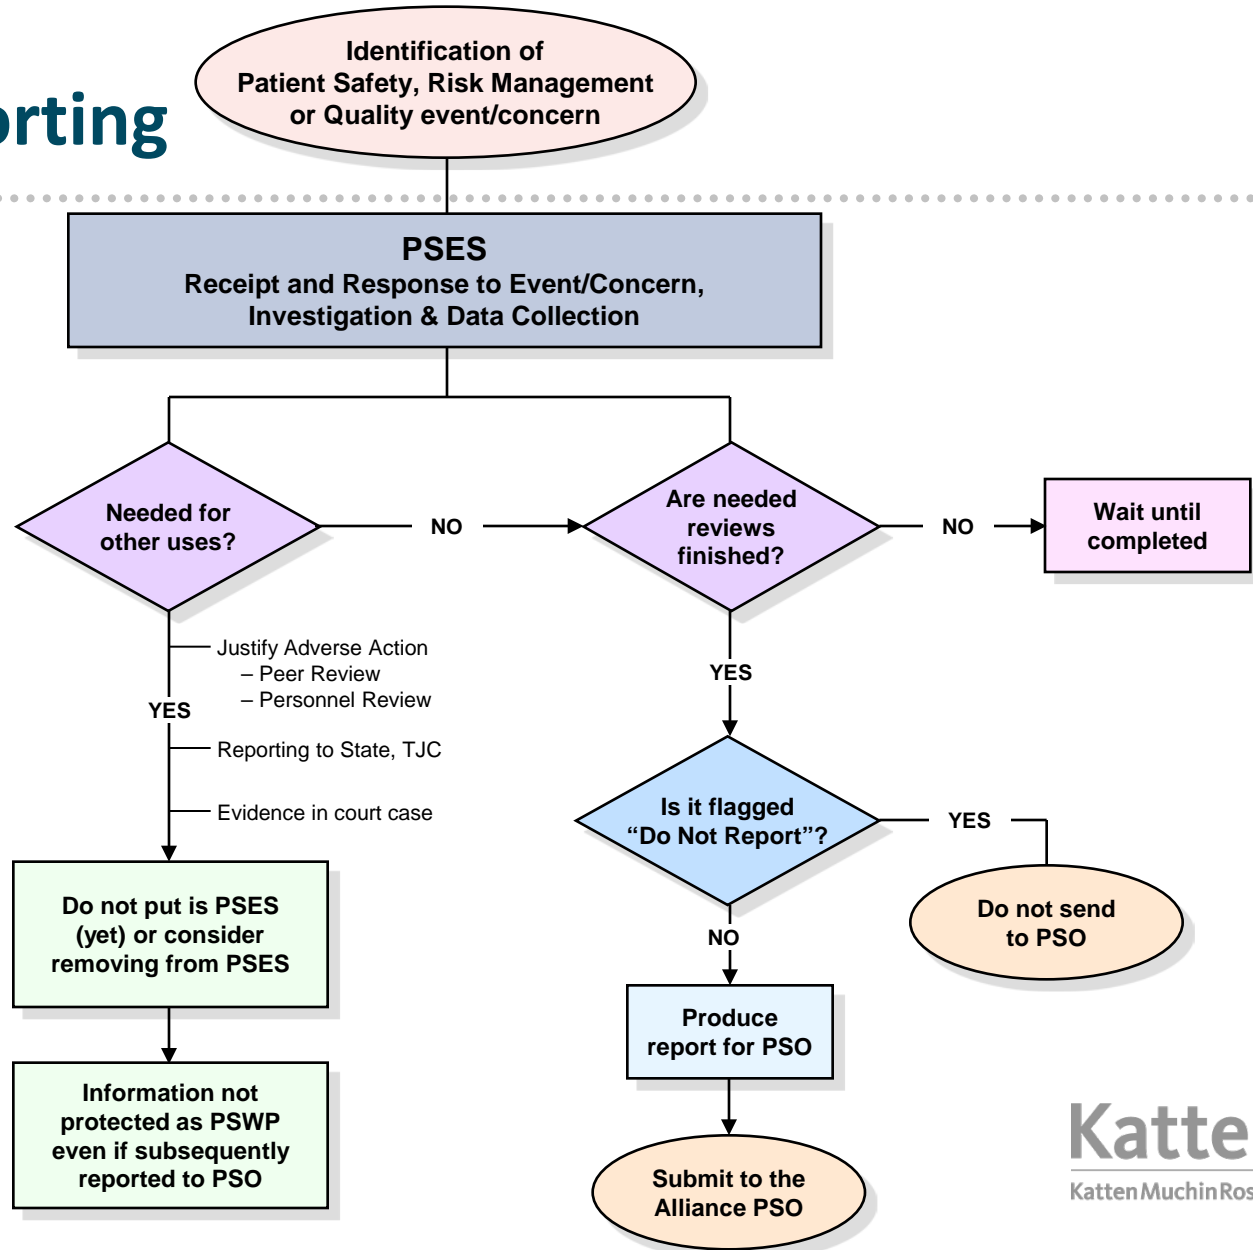 Identification of
Patient Safety, Risk Management
or Quality event/concern
orting
PSES
Receipt and Response to Event/Concern,
Investigation & Data Collection
Needed for
other uses?
NO
Are needed
reviews
finished?
NO
Wait until
completed
Justify Adverse Action
– Peer Review
– Personnel Review
YES
Reporting to State, TJC
Evidence in court case
YES
Is it flagged
“Do Not Report”?
YES
Do not put is PSES
(yet) or consider
removing from PSES
Do not send
to PSO
NO
Produce
report for PSO
Information not
protected as PSWP
even if subsequently
reported to PSO
Submit to the
Alliance PSO
Katte
KattenMuchinRos